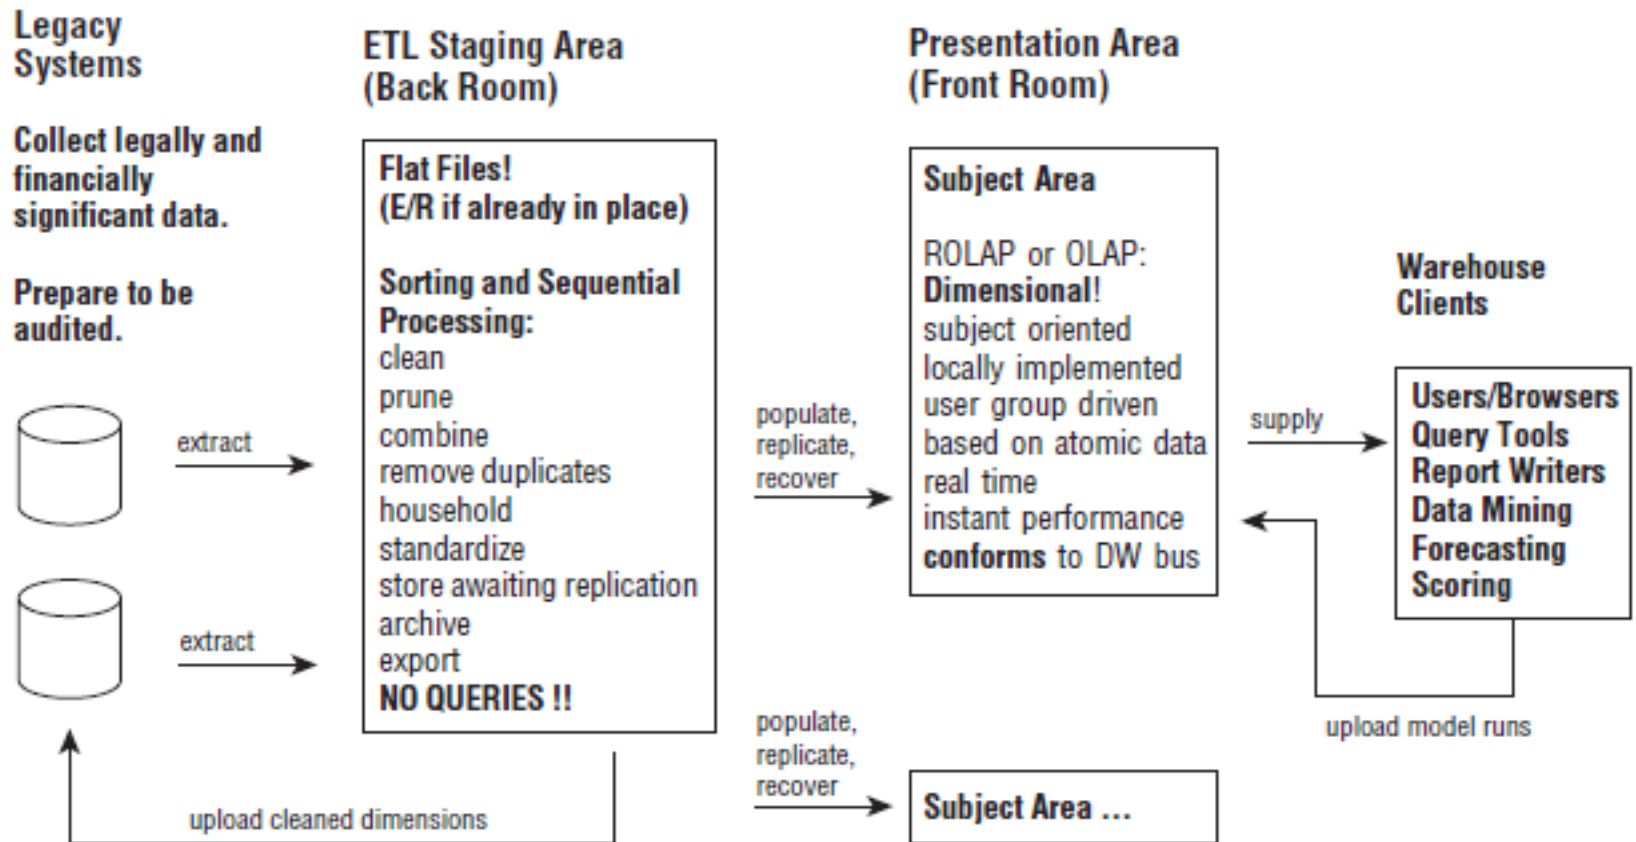 Legacy
Systems
Collect legally and
financially
significant data.
Prepare to be
audited.
extract
extract
upload cleaned dimensions
ETL Staging Area
(Back Room)
Flat Files!
(E/R if already in place)
Sorting and Sequential
Processing:
clean
prune
combine
remove duplicates
household
standardize
store awaiting replication
archive
export
NO QUERIES !!
populate,
replicate,
recover
populate,
replicate,
recover
Presentation Area
(Front Room)
Subject Area
ROLAP or OLAP:
Dimensional!
subject oriented
locally implemented
user group driven
based on atomic data
real time
instant performance
conforms to DW bus
Subject Area ...
supply
Warehouse
Clients
Users/Browsers
Query Tools
Report Writers
Data Mining
Forecasting
Scoring
upload model runs